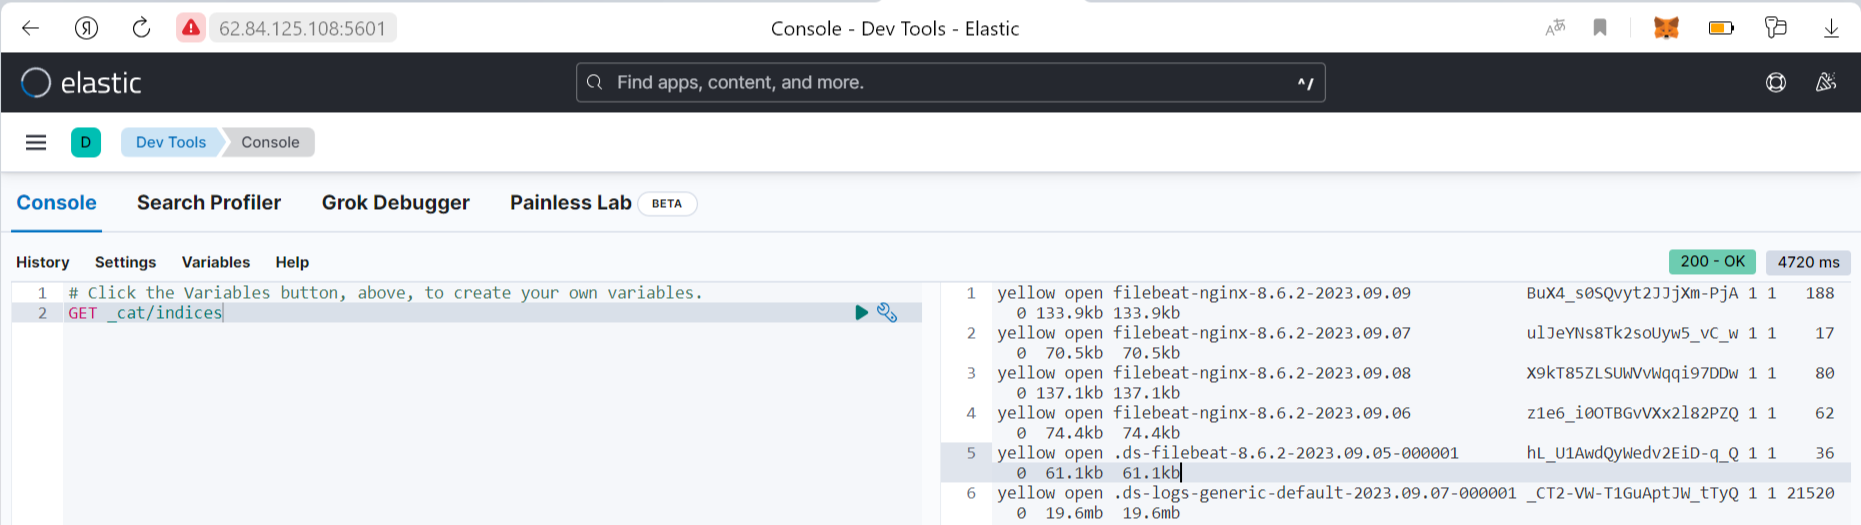 Я 62.84.125.108:5601 Console - Dev Tools - Elastic
elastic Find apps, content, and more. ^/
D Dev Tools Console
Console Search Profiler Grok Debugger Painless Lab BETA
History Settings Variables Help 200 - OK 4720 ms
1 # Click the Variables button, above, to create your own variables.
2 GET _cat/indices
1 yellow open filebeat-nginx-8.6.2-2023.09.09 BuX4_s0SQvyt2JJjXm-PjA 1 1 188
0 133.9kb 133.9kb
2 yellow open filebeat-nginx-8.6.2-2023.09.07 ulJeYNs8Tk2soUyw5_vC_w 1 1 17
0 70.5kb 70.5kb
3 yellow open filebeat-nginx-8.6.2-2023.09.08 X9kT85ZLSUWVvWqqi97DDw 1 1 80
0 137.1kb 137.1kb
4 yellow open filebeat-nginx-8.6.2-2023.09.06 z1e6_i0OTBGvVXx2l82PZQ 1 1 62
0 74.4kb 74.4kb
5 yellow open .ds-filebeat-8.6.2-2023.09.05-000001 hL_U1AwdQyWedv2EiD-q_Q 1 1 36
0 61.1kb 61.1kb
6 yellow open .ds-logs-generic-default-2023.09.07-000001 _CT2-VW-T1GuAptJW_tTyQ 1 1 21520
0 19.6mb 19.6mb